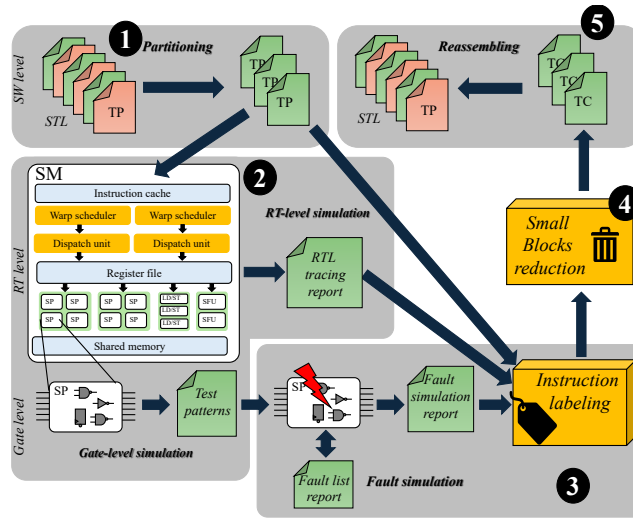 SW level
1
Partitioning
STL
TP
TP
TP
TP
5
Reassembling
STL
TP
TC
TC
TC
RT level
SM
2
Instruction cache
Warp scheduler
Warp scheduler
Dispatch unit
Dispatch unit
Register file
SP
SP
SP
SP
LD/ST
SFU
LD/ST
SP
SP
SP
SP
LD/ST
SFU
Shared memory
RT-level simulation
RTL
tracing
report
4
Small
Blocks
reduction
Gate level
SP
Test
patterns
Gate-level simulation
SP
Fault
simulation
report
Fault list
report
Fault simulation
Instruction
labeling
3